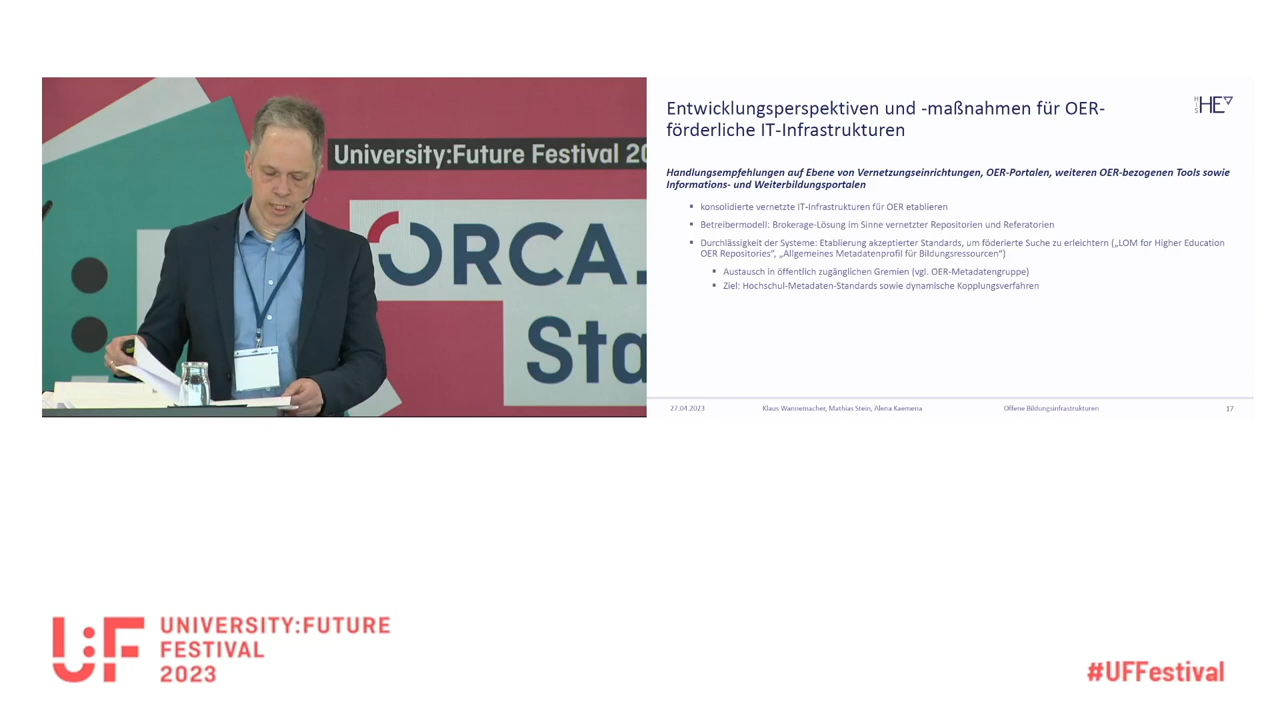 University:Future Festival 20
ORCA.
Sta
Entwicklungsperspektiven und -maßnahmen für OER-
förderliche IT-Infrastrukturen
HIS HE
Handlungsempfehlungen auf Ebene von Vernetzungseinrichtungen, OER-Portalen, weiteren OER-bezogenen Tools sowie
Informations- und Weiterbildungsportalen
▪ konsolidierte vernetzte IT-Infrastrukturen für OER etablieren
▪ Betreibermodell: Brokerage-Lösung im Sinne vernetzter Repositorien und Referatorien
▪ Durchlässigkeit der Systeme: Etablierung akzeptierter Standards, um föderierte Suche zu erleichtern („LOM for Higher Education
OER Repositories“, „Allgemeines Metadatenprofil für Bildungsressourcen“)
▪ Austausch in öffentlich zugänglichen Gremien (vgl. OER-Metadatengruppe)
▪ Ziel: Hochschul-Metadaten-Standards sowie dynamische Kopplungsverfahren
27.04.2023 Klaus Wannemacher, Mathias Stein, Alena Kaemena Offene Bildungsinfrastrukturen 17
U:F UNIVERSITY:FUTURE
FESTIVAL
2023
#UFFestival